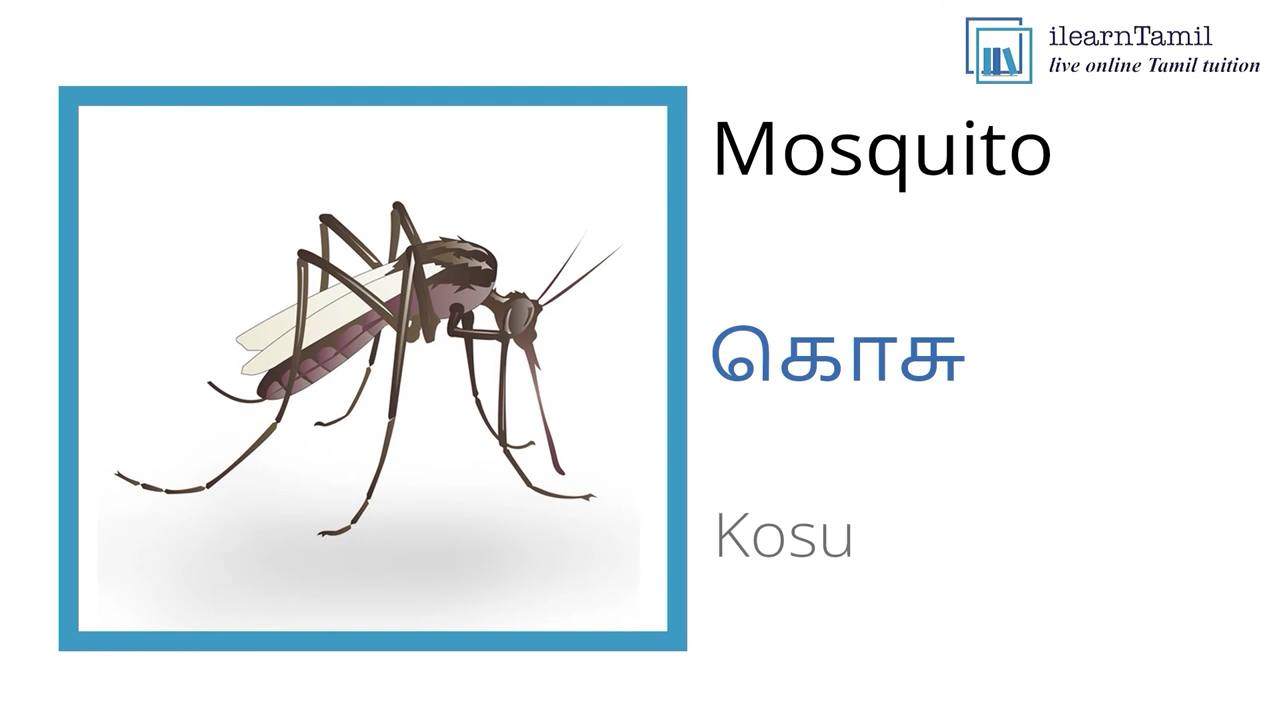 ilearnTamil
live online Tamil tuition
Mosquito
கொசு
Kosu